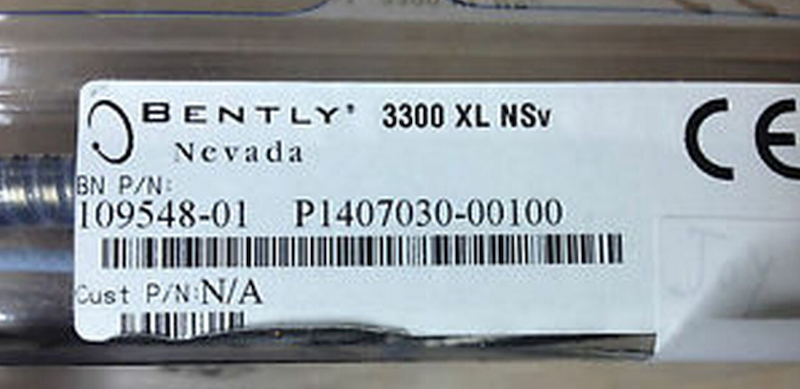 BENTLY® 3300 XL NSv
Nevada
CE
BN P/N:
109548-01 P1407030-00100
Cust P/N:N/A